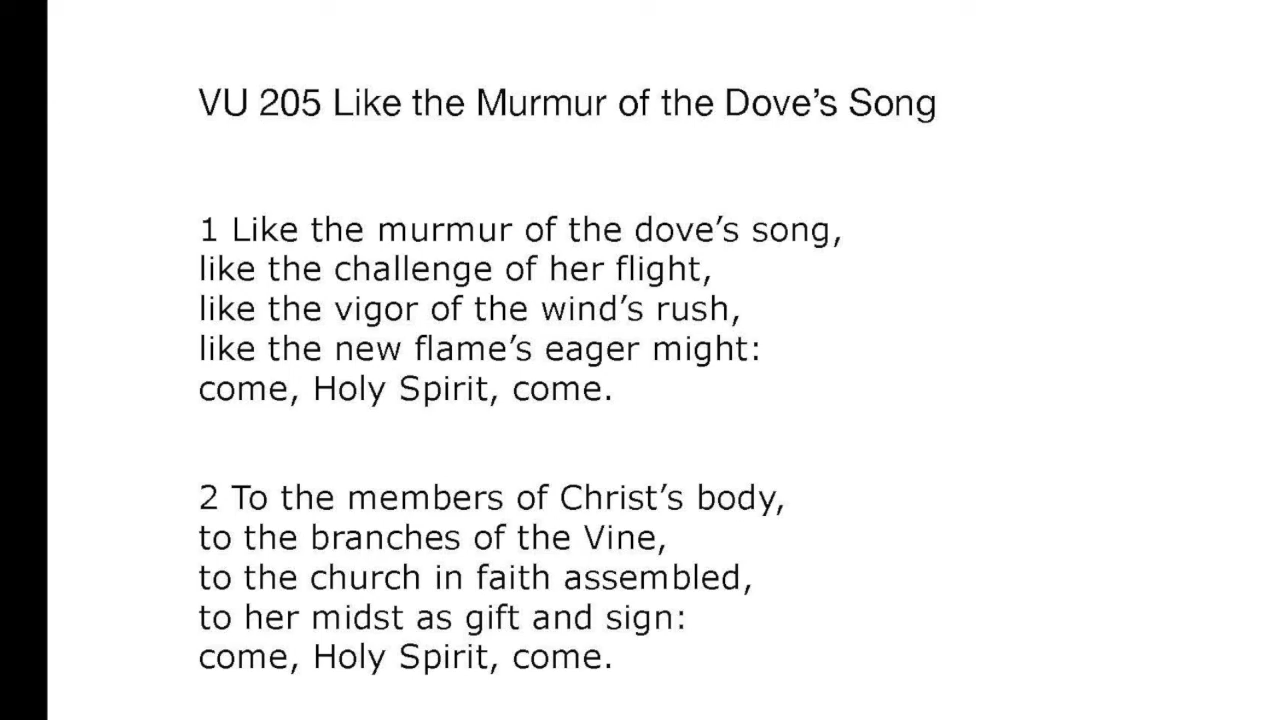 VU 205 Like the Murmur of the Dove’s Song
1 Like the murmur of the dove’s song,
like the challenge of her flight,
like the vigor of the wind’s rush,
like the new flame’s eager might:
come, Holy Spirit, come.
2 To the members of Christ’s body,
to the branches of the Vine,
to the church in faith assembled,
to her midst as gift and sign:
come, Holy Spirit, come.